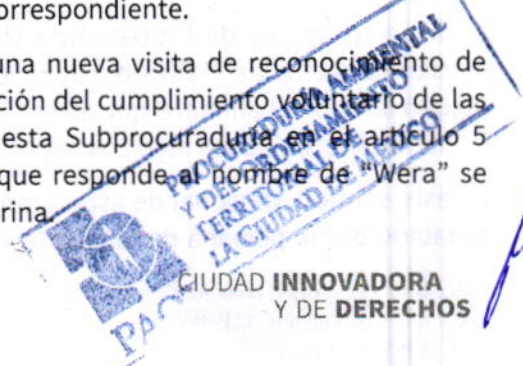 orrespondiente.
una nueva visita de reconocimiento de
ción del cumplimiento voluntario de las
esta Subprocuraduría en el artículo 5
que responde al nombre de "Wera" se
rina.
PROCURADURÍA AMBIENTAL
Y DEL ORDENAMIENTO
TERRITORIAL DE
LA CIUDAD DE MÉXICO
PAO
CIUDAD INNOVADORA
Y DE DERECHOS